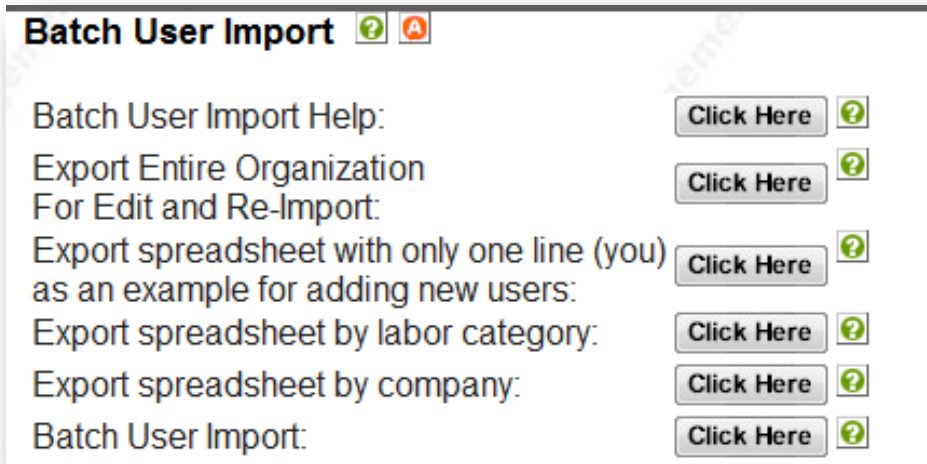 Batch User Import ? A
Batch User Import Help: Click Here ?
Export Entire Organization
For Edit and Re-Import: Click Here ?
Export spreadsheet with only one line (you)
as an example for adding new users: Click Here ?
Export spreadsheet by labor category: Click Here ?
Export spreadsheet by company: Click Here ?
Batch User Import: Click Here ?